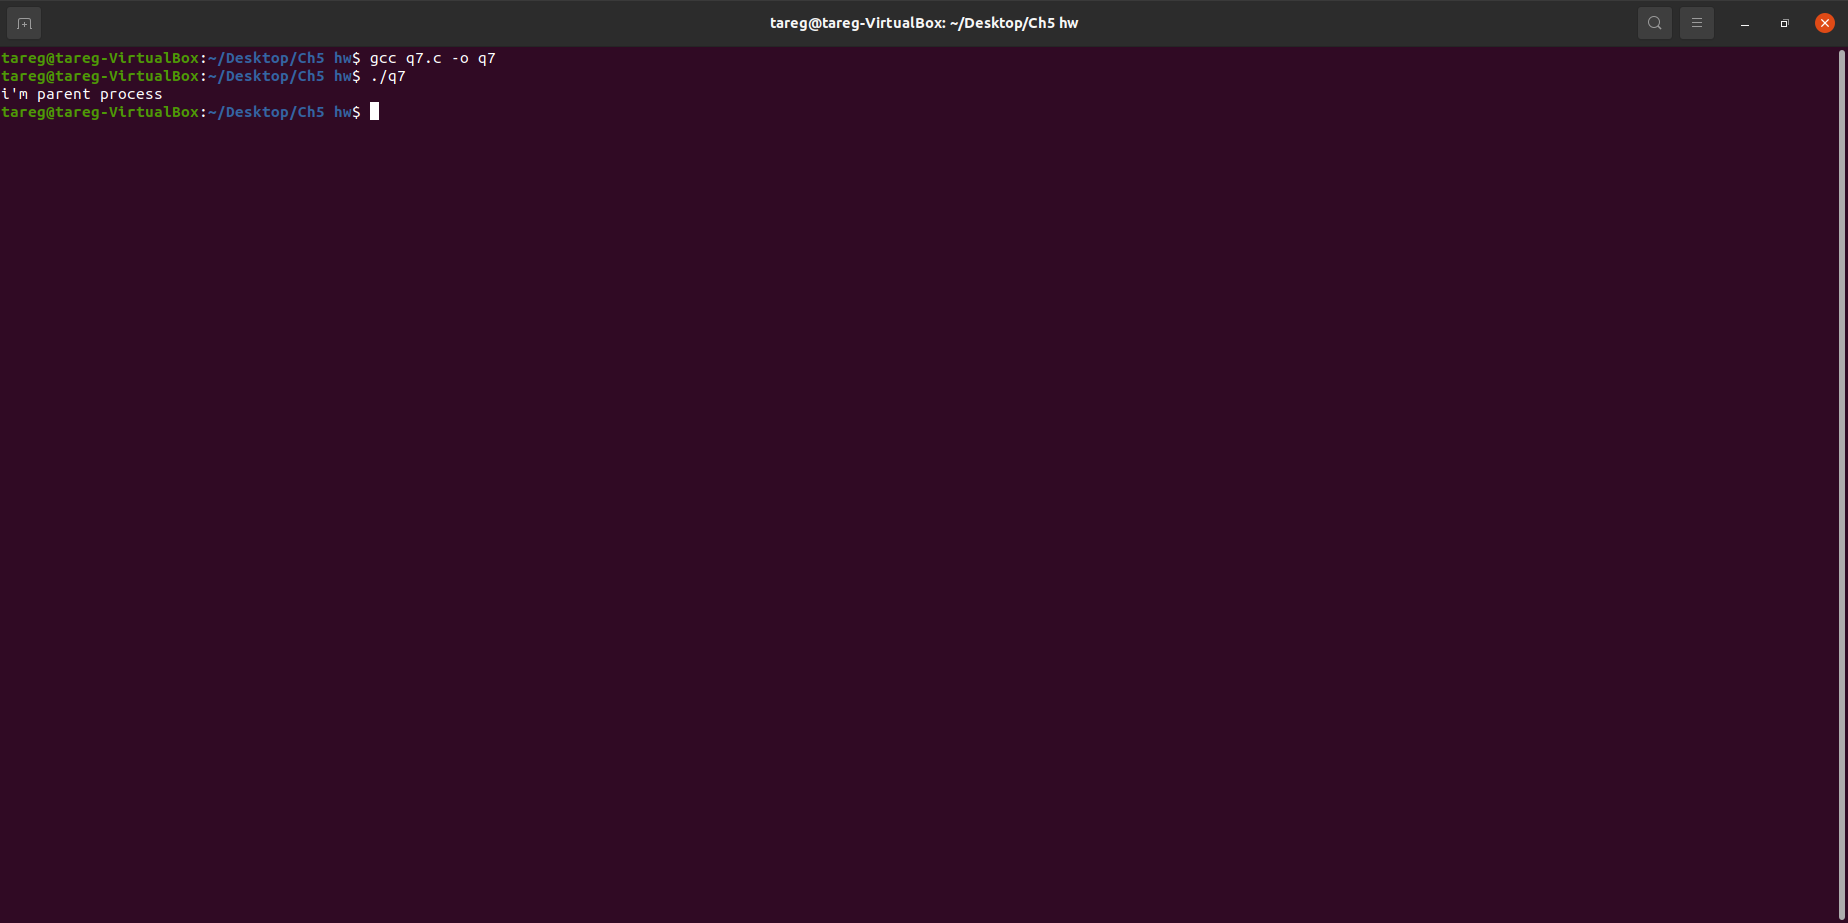 tareg@tareg-VirtualBox: ~/Desktop/Ch5 hw
tareg@tareg-VirtualBox:~/Desktop/Ch5 hw$ gcc q7.c -o q7
tareg@tareg-VirtualBox:~/Desktop/Ch5 hw$ ./q7
i'm parent process
tareg@tareg-VirtualBox:~/Desktop/Ch5 hw$